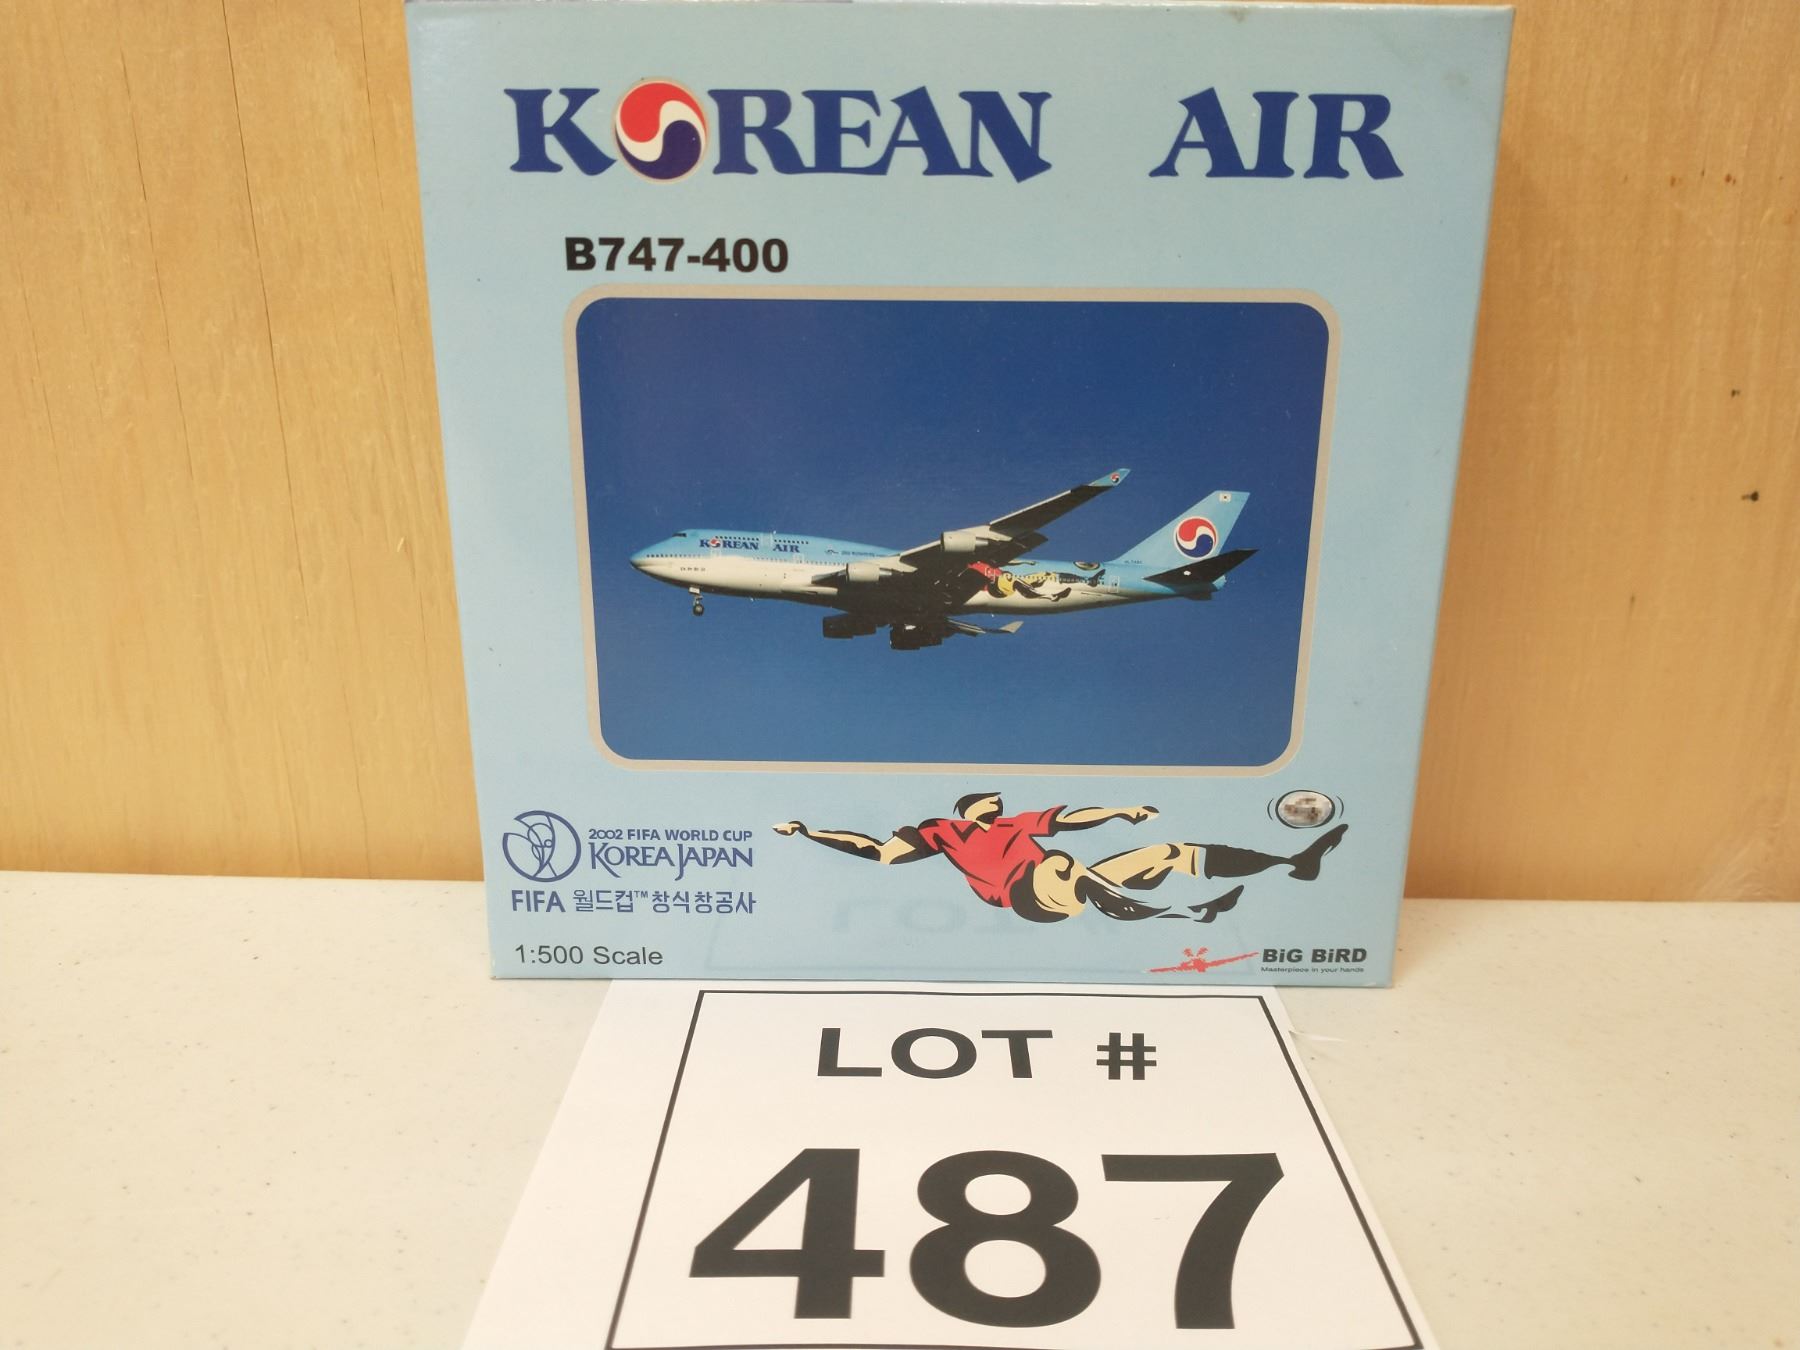 KOREAN AIR
B747-400
KOREAN AIR
2002 FIFA WORLD CUP
KOREA JAPAN
FIFA 월드컵™ 창식창공사
1:500 Scale
BiG BiRD
Masterpiece in your hands
LOT #
487